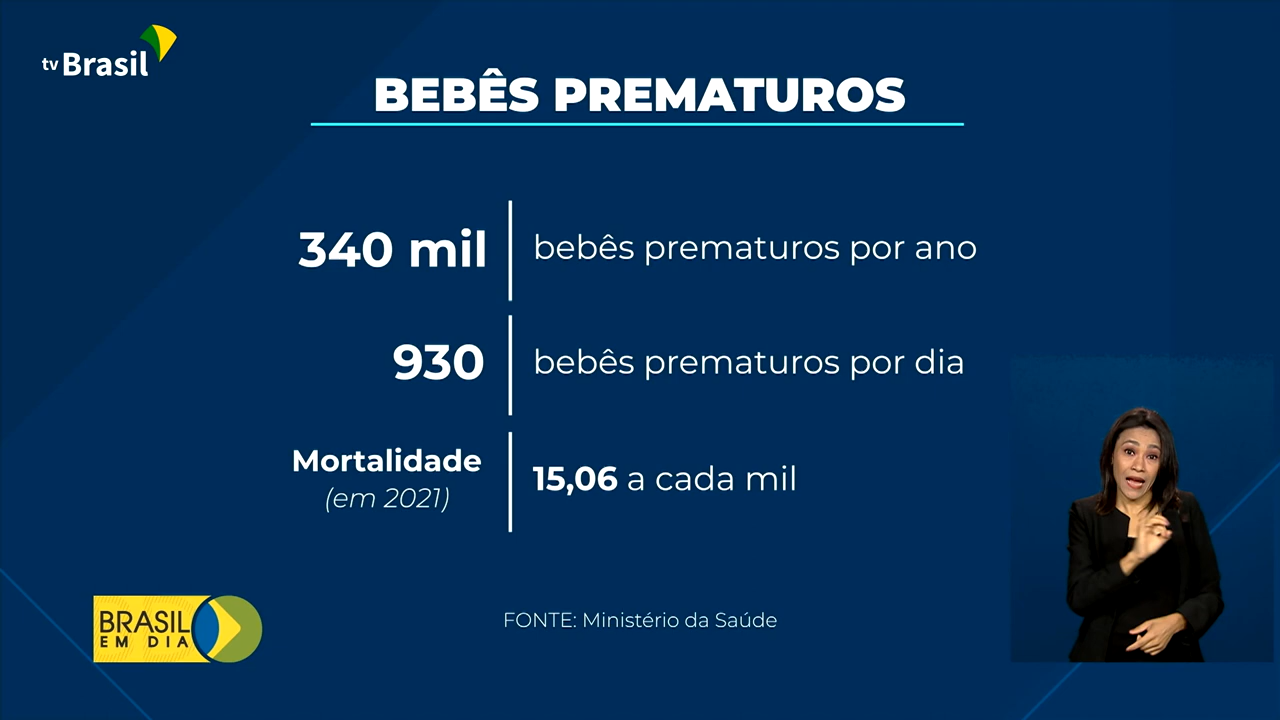 tv Brasil
BEBÊS PREMATUROS
340 mil
bebês prematuros por ano
930
bebês prematuros por dia
Mortalidade
(em 2021)
15,06 a cada mil
BRASIL
EM DIA
FONTE: Ministério da Saúde